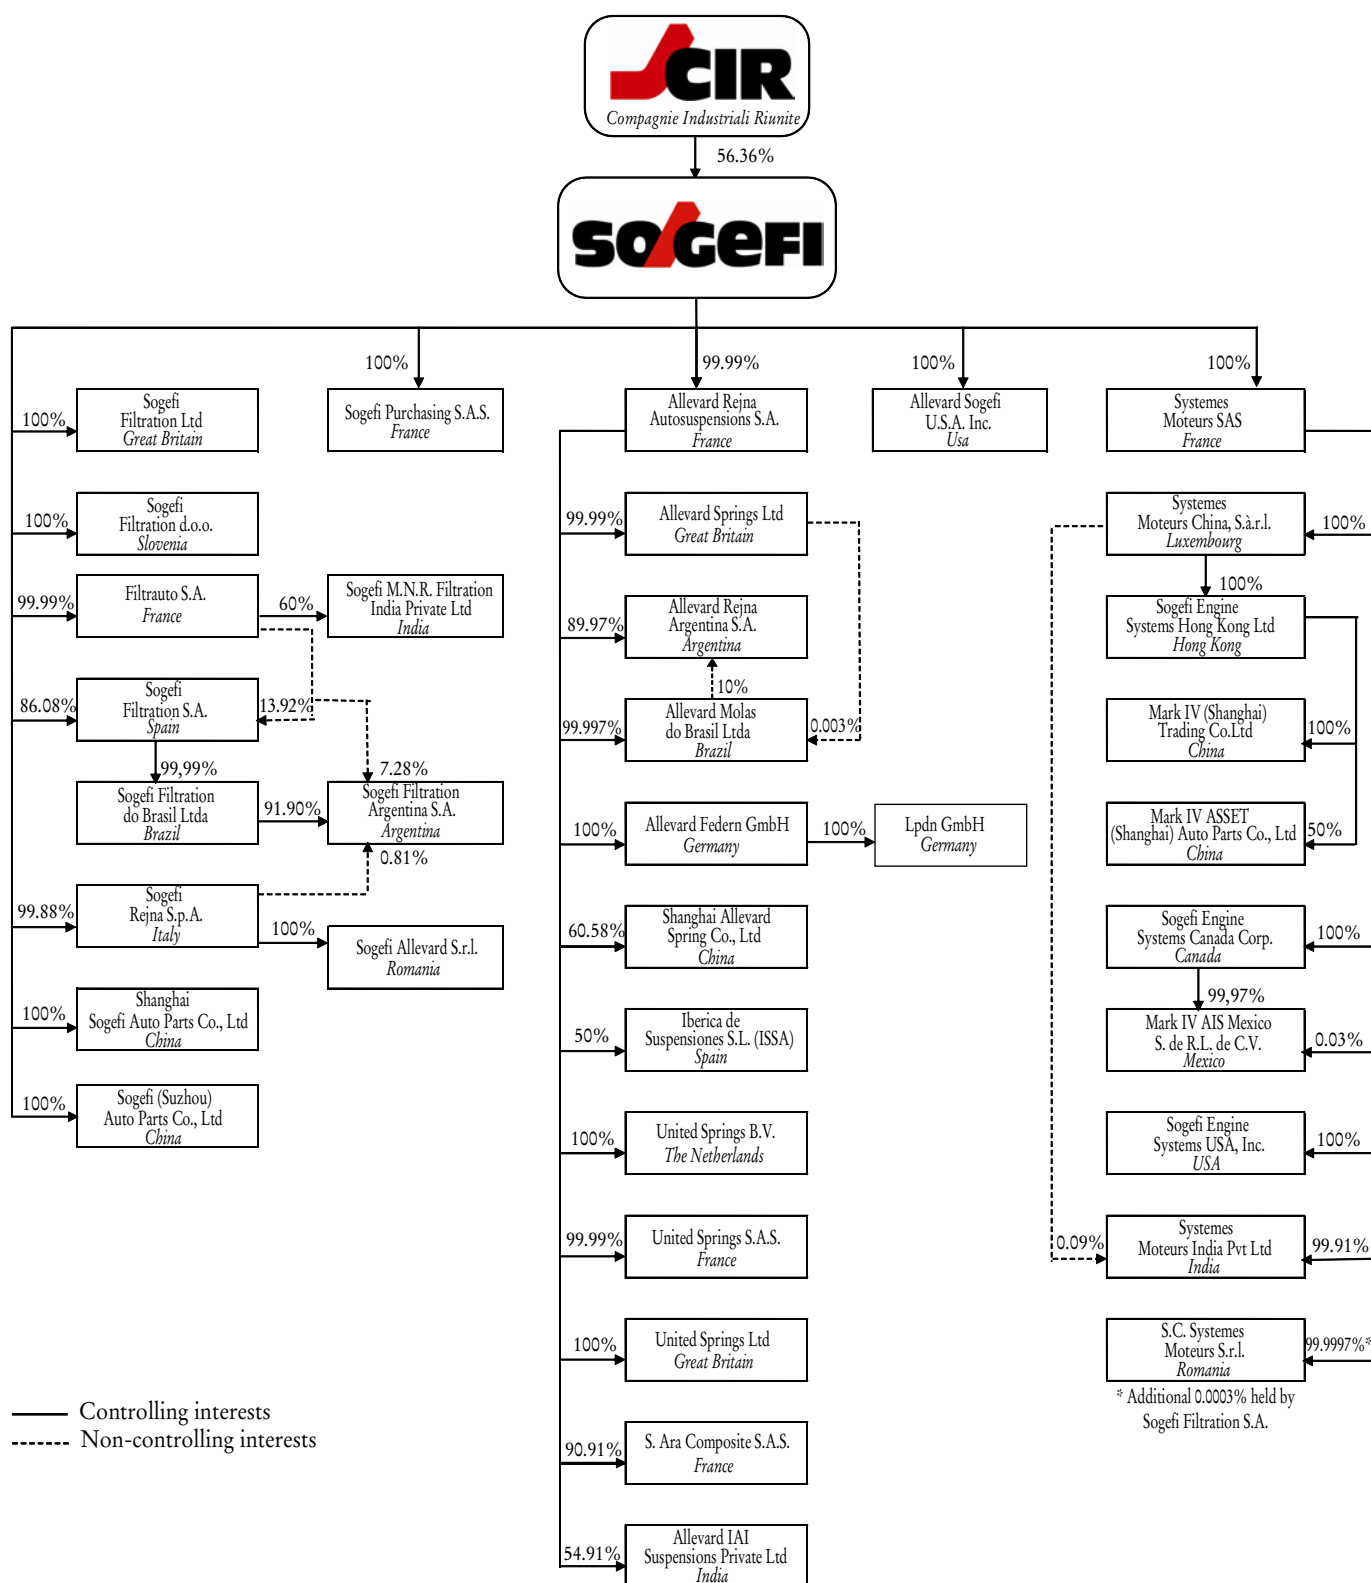 CIR
Compagnie Industriali Riunite
56.36%
SOGEFI
100%
99.99%
100%
100%
100%
Sogefi
Filtration Ltd
Great Britain
Sogefi Purchasing S.A.S.
France
Allevard Rejna
Autosuspensions S.A.
France
Allevard Sogefi
U.S.A. Inc.
Usa
Systemes
Moteurs SAS
France
100%
Sogefi
Filtration d.o.o.
Slovenia
99.99%
Allevard Springs Ltd
Great Britain
Systemes
Moteurs China, S.à.r.l.
Luxembourg
100%
100%
99.99%
Filtrauto S.A.
France
60%
Sogefi M.N.R. Filtration
India Private Ltd
India
89.97%
Allevard Rejna
Argentina S.A.
Argentina
Sogefi Engine
Systems Hong Kong Ltd
Hong Kong
10%
86.08%
Sogefi
Filtration S.A.
Spain
13.92%
99.997%
Allevard Molas
do Brasil Ltda
Brazil
0.003%
Mark IV (Shanghai)
Trading Co.Ltd
China
100%
99,99%
7.28%
Sogefi Filtration
do Brasil Ltda
Brazil
91.90%
Sogefi Filtration
Argentina S.A.
Argentina
0.81%
100%
Allevard Federn GmbH
Germany
100%
Lpdn GmbH
Germany
Mark IV ASSET
(Shanghai) Auto Parts Co., Ltd
China
50%
99.88%
Sogefi
Rejna S.p.A.
Italy
100%
Sogefi Allevard S.r.l.
Romania
60.58%
Shanghai Allevard
Spring Co., Ltd
China
Sogefi Engine
Systems Canada Corp.
Canada
100%
99,97%
100%
Shanghai
Sogefi Auto Parts Co., Ltd
China
50%
Iberica de
Suspensiones S.L. (ISSA)
Spain
Mark IV AIS Mexico
S. de R.L. de C.V.
Mexico
0.03%
100%
Sogefi (Suzhou)
Auto Parts Co., Ltd
China
100%
United Springs B.V.
The Netherlands
Sogefi Engine
Systems USA, Inc.
USA
100%
99.99%
United Springs S.A.S.
France
0.09%
Systemes
Moteurs India Pvt Ltd
India
99.91%
100%
United Springs Ltd
Great Britain
S.C. Systemes
Moteurs S.r.l.
Romania
99.9997%*
* Additional 0.0003% held by
Sogefi Filtration S.A.
Controlling interests
Non-controlling interests
90.91%
S. Ara Composite S.A.S.
France
54.91%
Allevard IAI
Suspensions Private Ltd
India